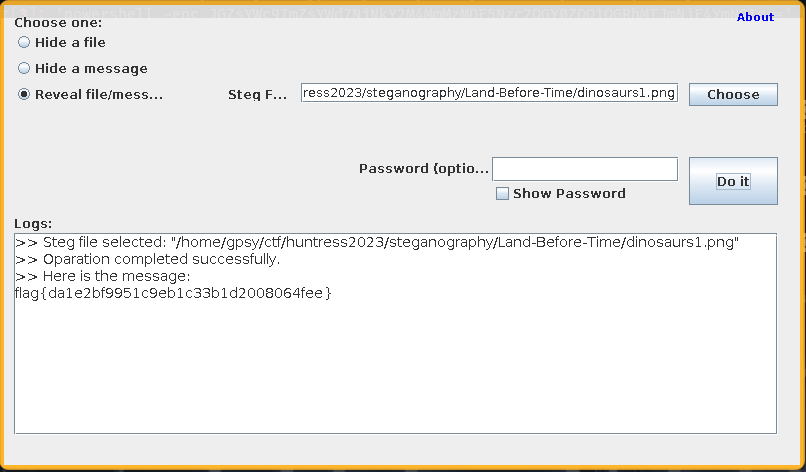 Choose one:
About
Hide a file
Hide a message
Reveal file/mess...
Steg F...
ress2023/steganography/Land-Before-Time/dinosaurs1.png
Choose
Password (optio...
Do it
Show Password
Logs:
>> Steg file selected: "/home/gpsy/ctf/huntress2023/steganography/Land-Before-Time/dinosaurs1.png"
>> Oparation completed successfully.
>> Here is the message:
flag{da1e2bf9951c9eb1c33b1d2008064fee}